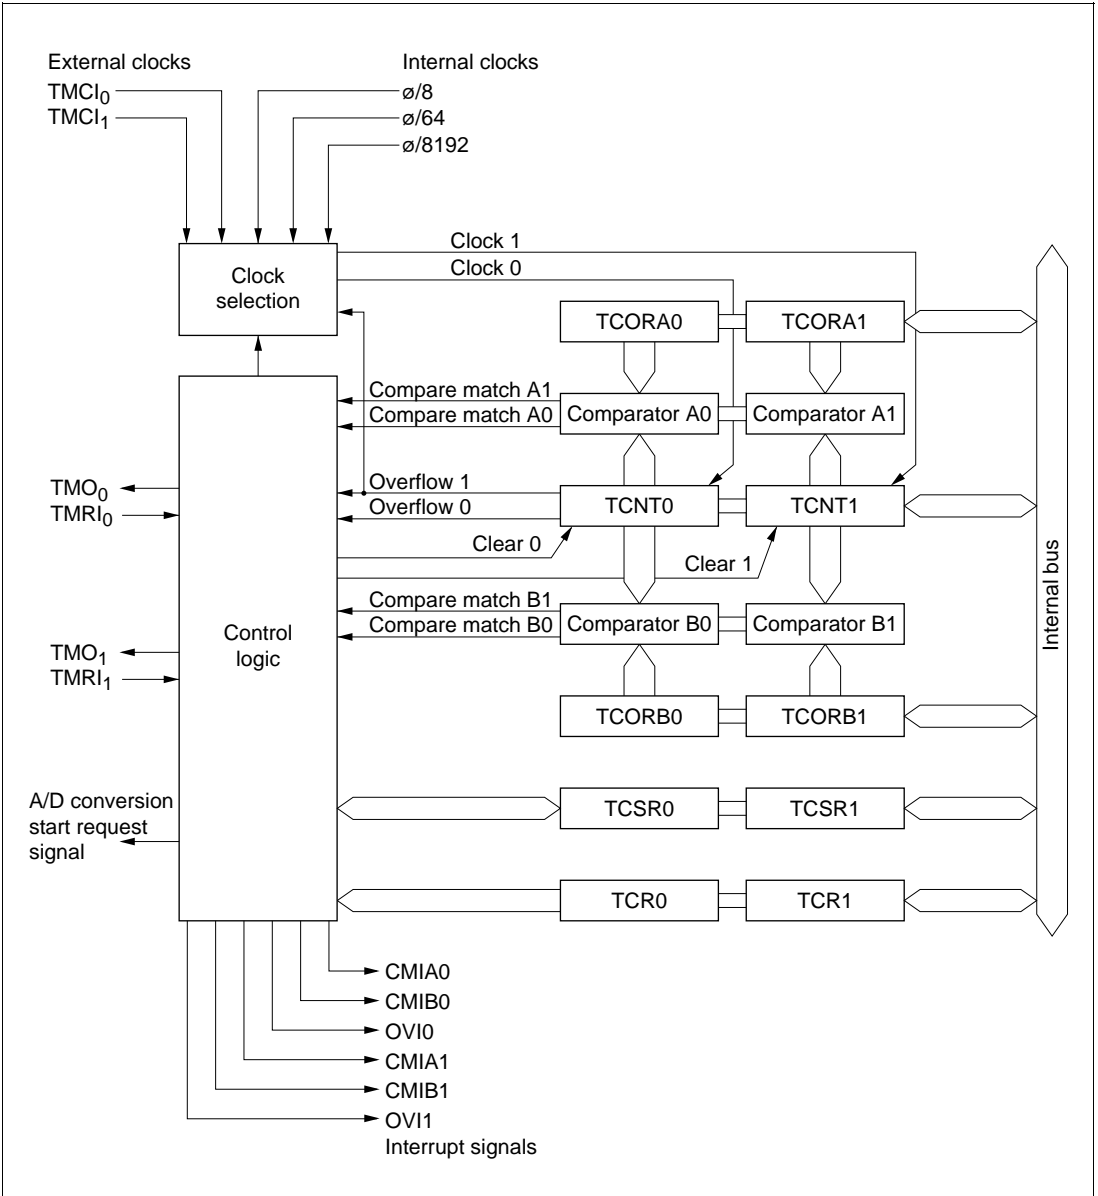 External clocks
Internal clocks
TMCI0
ø/8
TMCI1
ø/64
ø/8192
Clock 1
Clock selection
Clock 0
TCORA0
TCORA1
Compare match A1
Compare match A0
Comparator A0
Comparator A1
TMO0
TMRI0
Overflow 1
Overflow 0
TCNT0
TCNT1
Clear 0
Clear 1
Internal bus
Compare match B1
Compare match B0
Comparator B0
Comparator B1
Control
logic
TMO1
TMRI1
TCORB0
TCORB1
A/D conversion
start request
signal
TCSR0
TCSR1
TCR0
TCR1
CMIA0
CMIB0
OVI0
CMIA1
CMIB1
OVI1
Interrupt signals